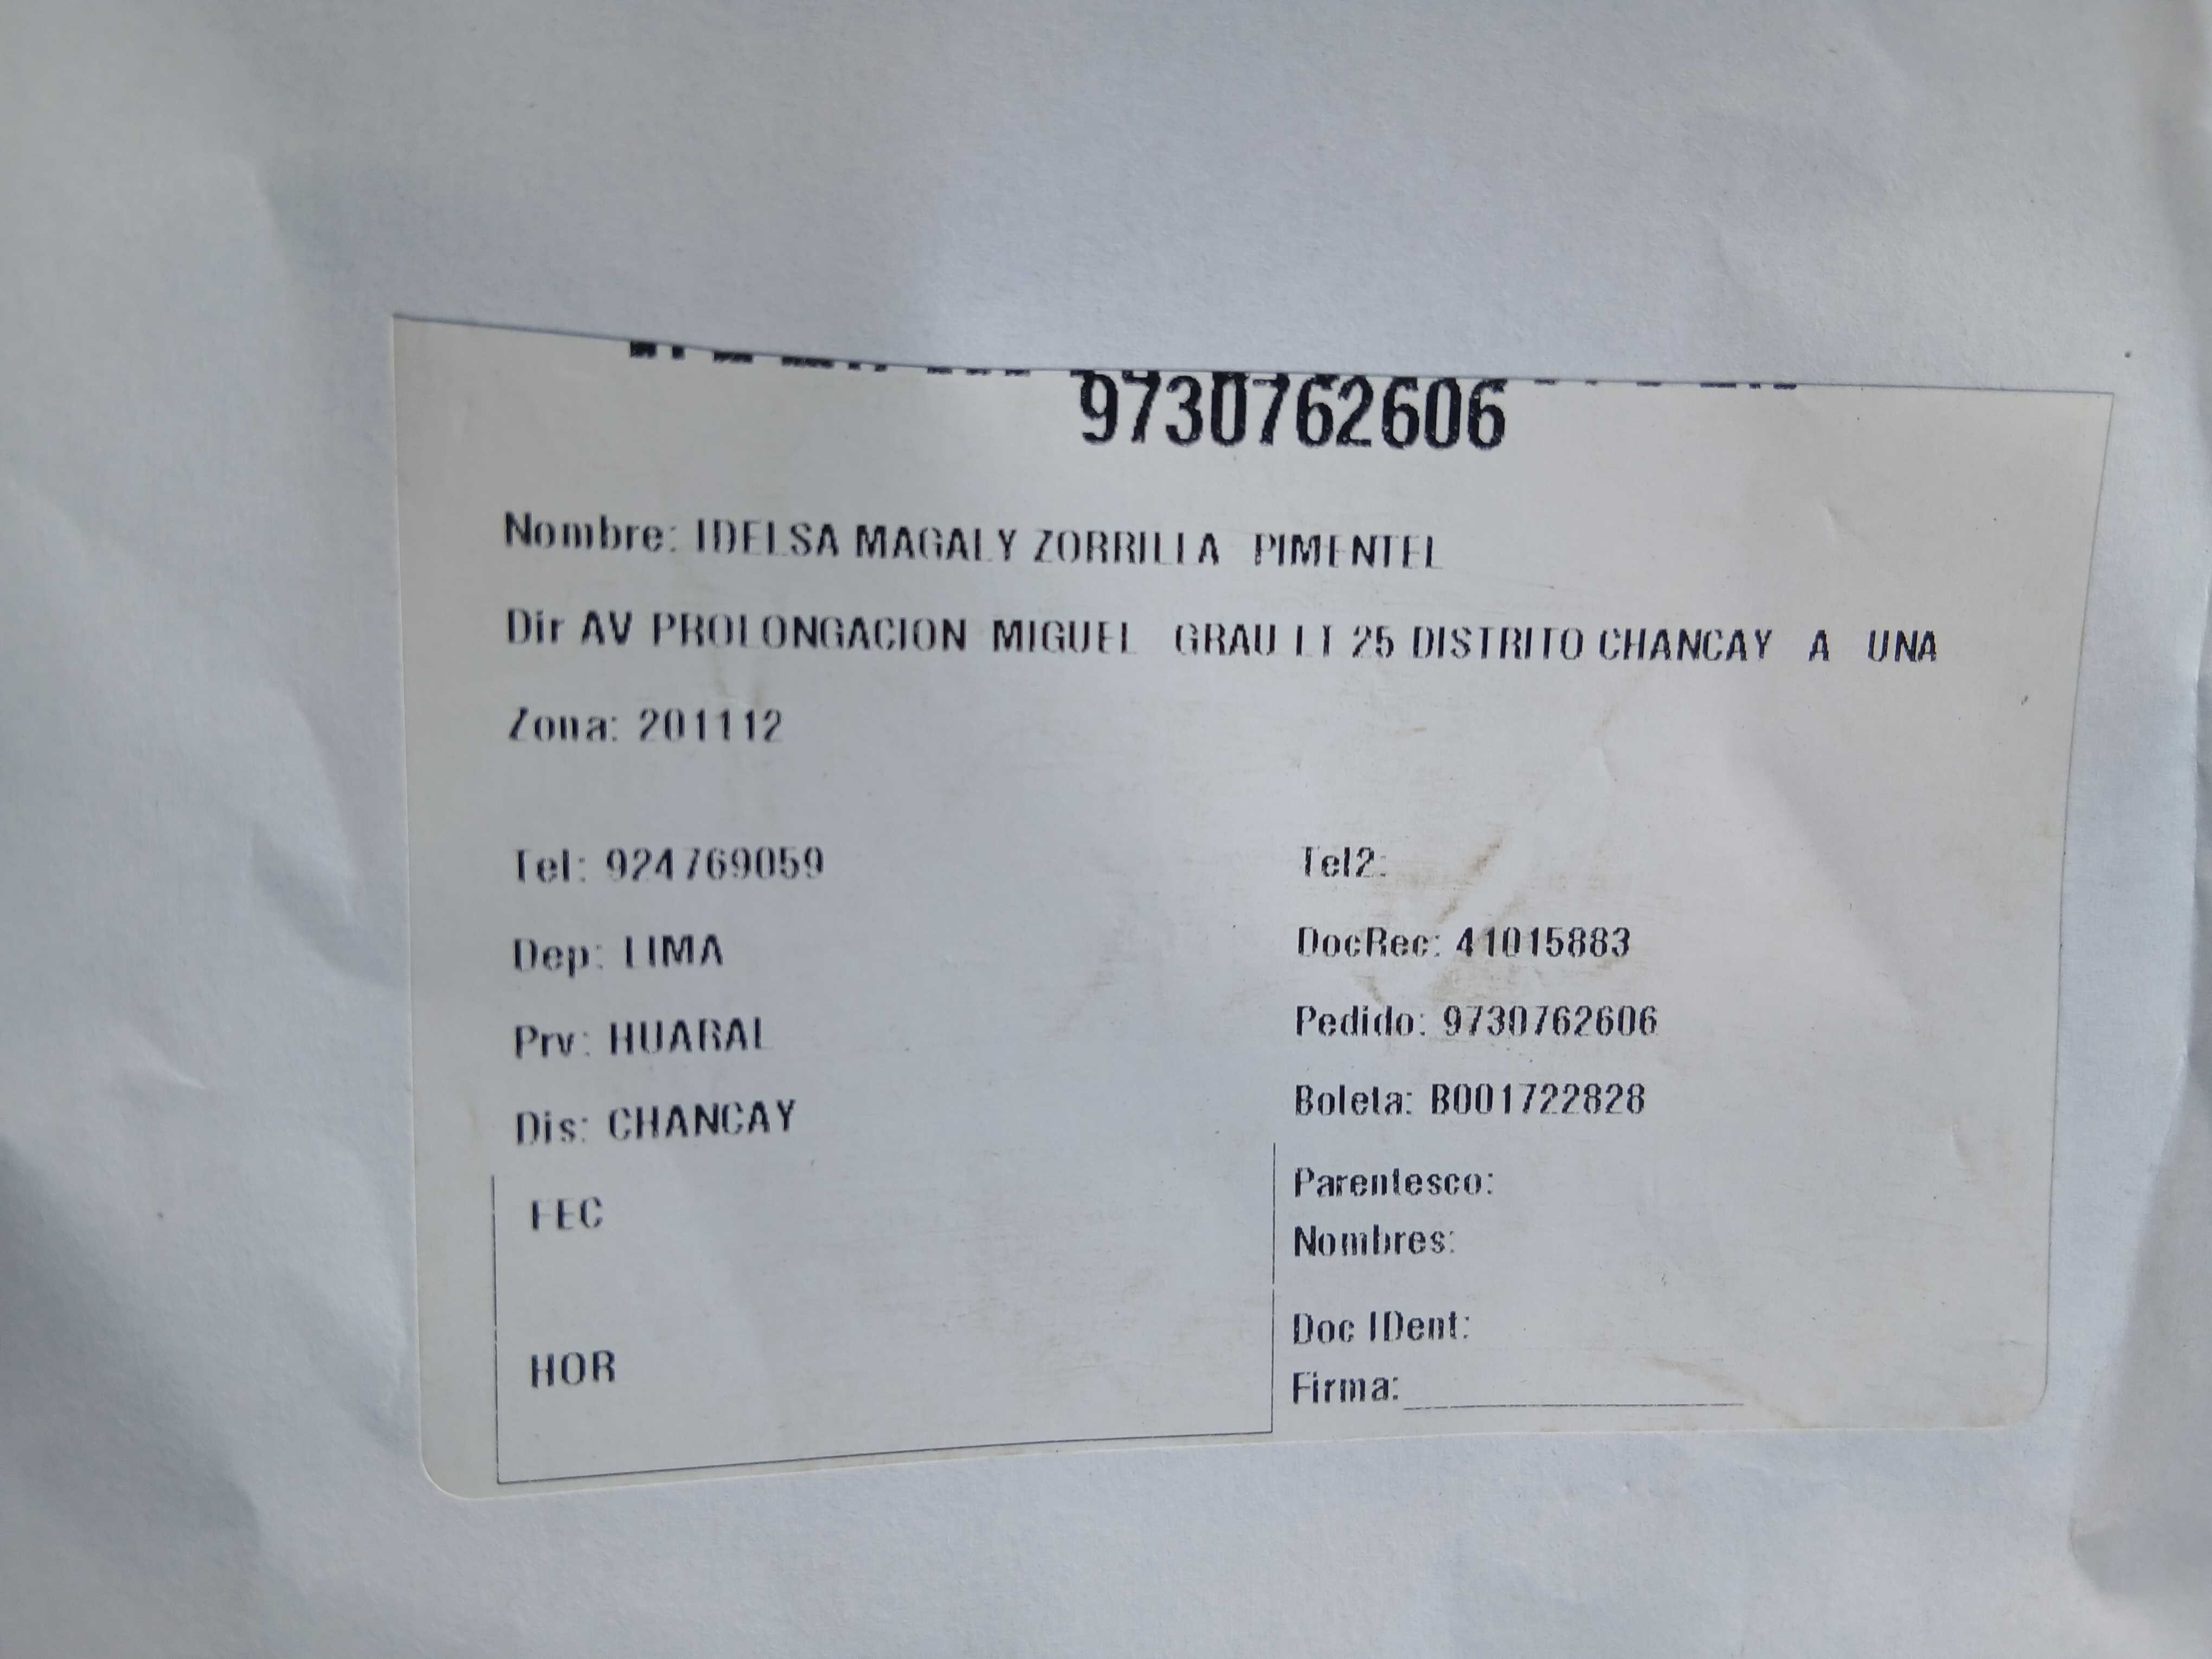 9730762606
Nombre: IDELSA MAGALY ZORRILLA PIMENTEL
Dir AV PROLONGACION MIGUEL GRAU LT 25 DISTRITO CHANCAY A UNA
Zona: 201112
Tel: 924769059
Tel2:
Dep: LIMA
DocRec: 41015883
Prv: HUARAL
Pedido: 9730762606
Dis: CHANCAY
Boleta: B001722828
FEC
Parentesco:
Nombres:
HOR
Doc IDent:
Firma: